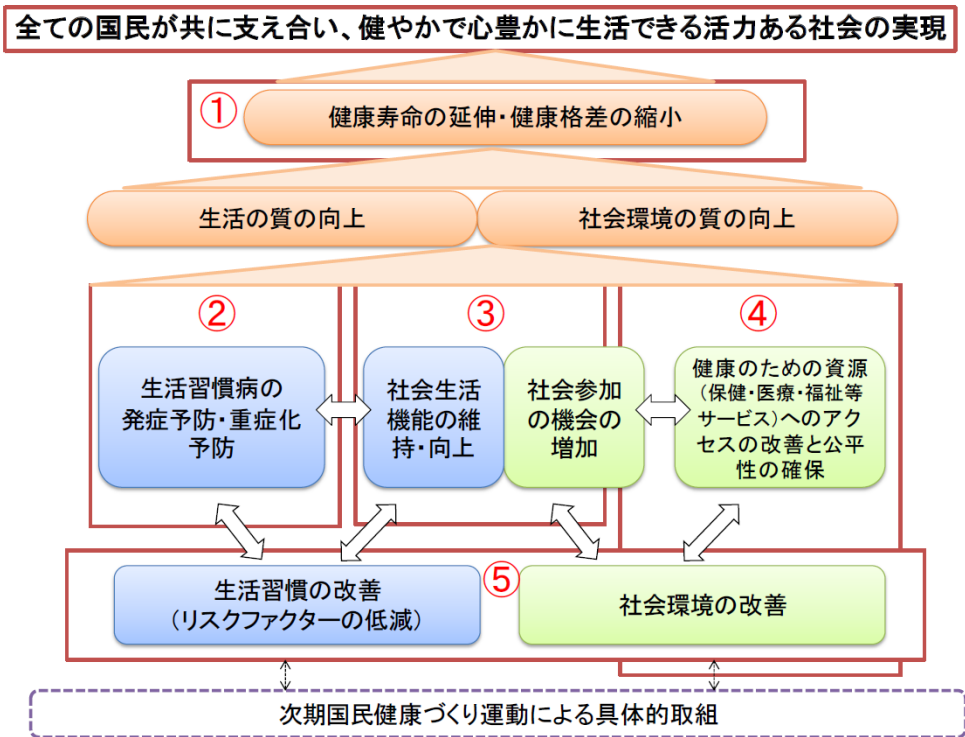 全ての国民が共に支え合い、健やかで心豊かに生活できる活力ある社会の実現
①
健康寿命の延伸・健康格差の縮小
生活の質の向上
社会環境の質の向上
②
③
④
生活習慣病の
発症予防・重症化
予防
社会生活
機能の維
持・向上
社会参加
の機会の
増加
健康のための資源
(保健・医療・福祉等
サービス)へのアク
セスの改善と公平
性の確保
⑤
生活習慣の改善
(リスクファクターの低減)
社会環境の改善
次期国民健康づくり運動による具体的取組